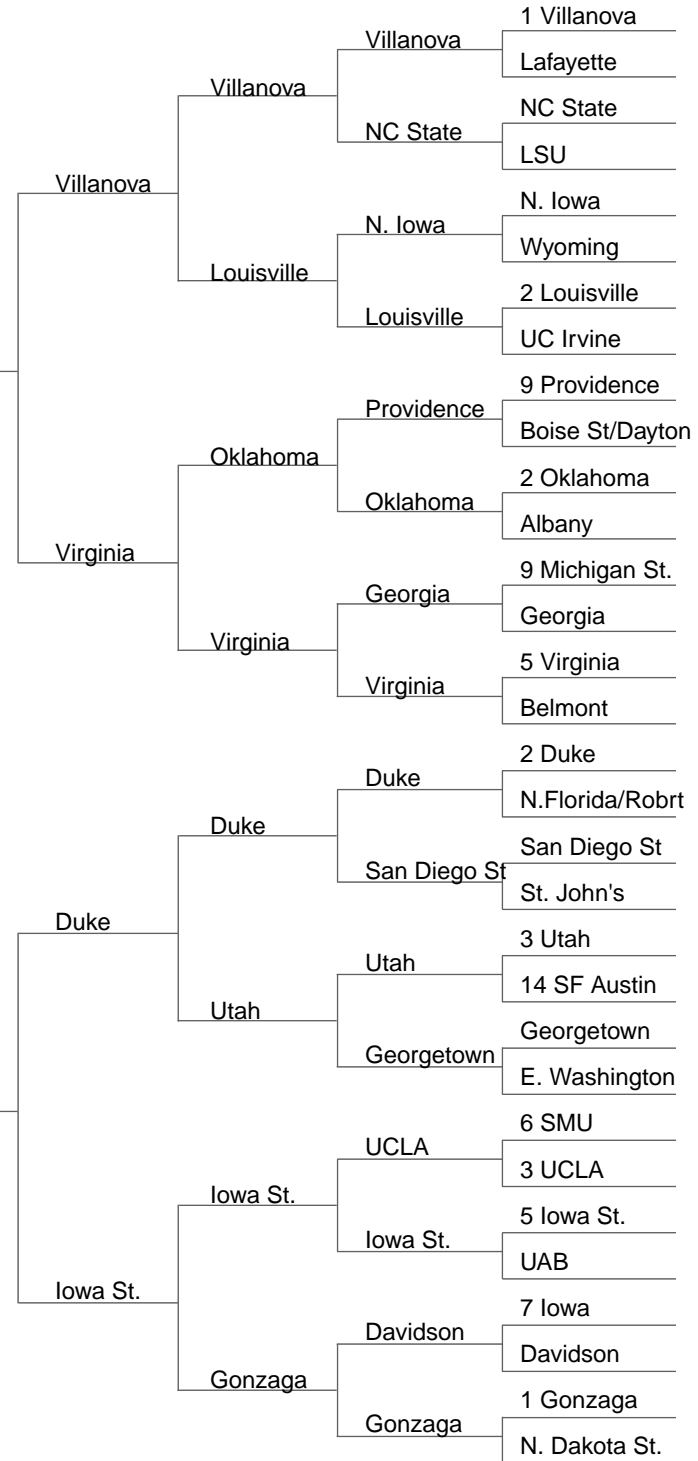 1 Villanova
Villanova
Lafayette
Villanova
NC State
NC State
LSU
Villanova
N. Iowa
N. Iowa
Wyoming
Louisville
2 Louisville
Louisville
UC Irvine
9 Providence
Providence
Boise St/Dayton
Oklahoma
2 Oklahoma
Oklahoma
Albany
Virginia
9 Michigan St.
Georgia
Georgia
Virginia
5 Virginia
Virginia
Belmont
2 Duke
Duke
N.Florida/Robrt
Duke
San Diego St
San Diego St
St. John's
Duke
3 Utah
Utah
14 SF Austin
Utah
Georgetown
Georgetown
E. Washington
6 SMU
UCLA
3 UCLA
Iowa St.
5 Iowa St.
Iowa St.
UAB
Iowa St.
7 Iowa
Davidson
Davidson
Gonzaga
1 Gonzaga
Gonzaga
N. Dakota St.